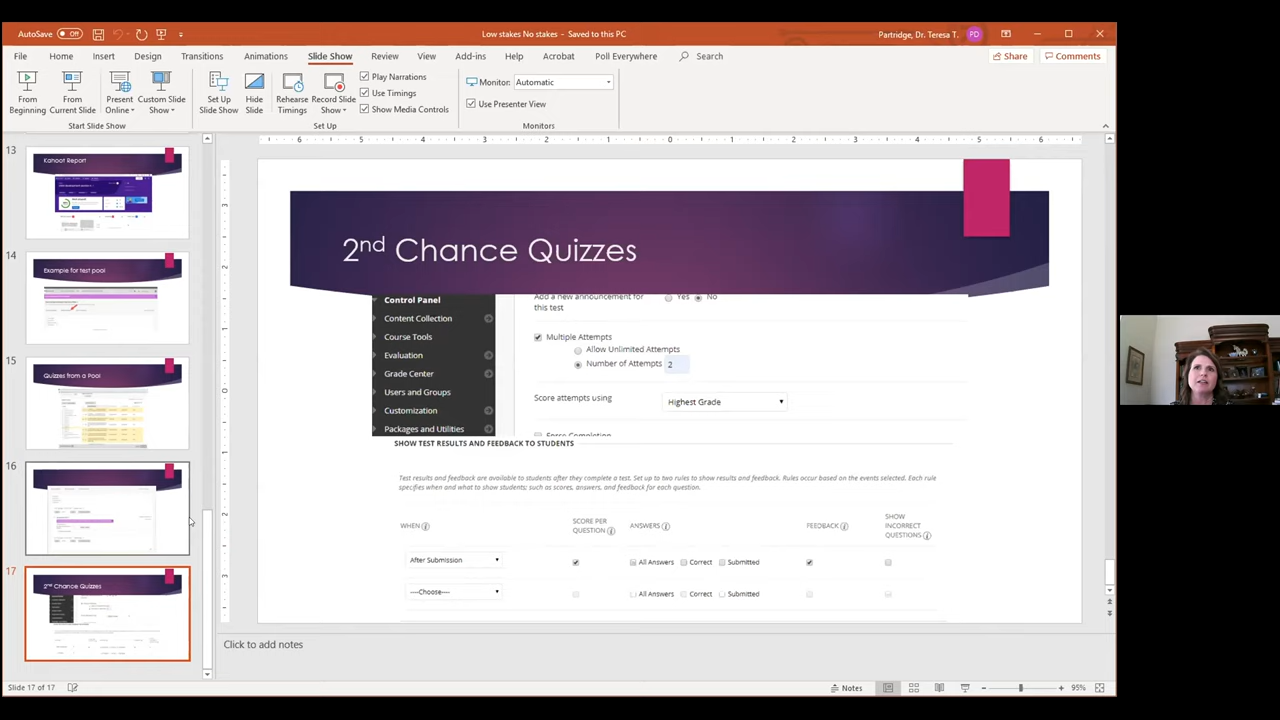 AutoSave Off
Low stakes No stakes – Saved to this PC
Partridge, Dr. Teresa T. PD
File Home Insert Design Transitions Animations Slide Show Review View Add-ins Help Acrobat Poll Everywhere Search Share Comments
From Beginning
From Current Slide
Present Online
Custom Slide Show
Start Slide Show
Set Up Slide Show
Hide Slide
Rehearse Timings
Record Slide Show
Play Narrations
Use Timings
Show Media Controls
Set Up
Monitor: Automatic
Use Presenter View
Monitors
13
Kahoot Report
14
Example for test pool
15
Quizzes from a Pool
16
17
2nd Chance Quizzes
2nd Chance Quizzes
Control Panel
Content Collection
Course Tools
Evaluation
Grade Center
Users and Groups
Customization
Packages and Utilities
Add a new announcement for this test
Yes No
Multiple Attempts
Allow Unlimited Attempts
Number of Attempts 2
Score attempts using Highest Grade
Force Completion
SHOW TEST RESULTS AND FEEDBACK TO STUDENTS
Test results and feedback are available to students after they complete a test. Set up to two rules to show results and feedback. Rules occur based on the events selected. Each rule
specifies when and what to show students; such as scores, answers, and feedback for each question.
WHEN
SCORE PER QUESTION
ANSWERS
FEEDBACK
SHOW INCORRECT QUESTIONS
After Submission All Answers Correct Submitted
----Choose---- All Answers Correct Submitted
Click to add notes
Slide 17 of 17
Notes
95%